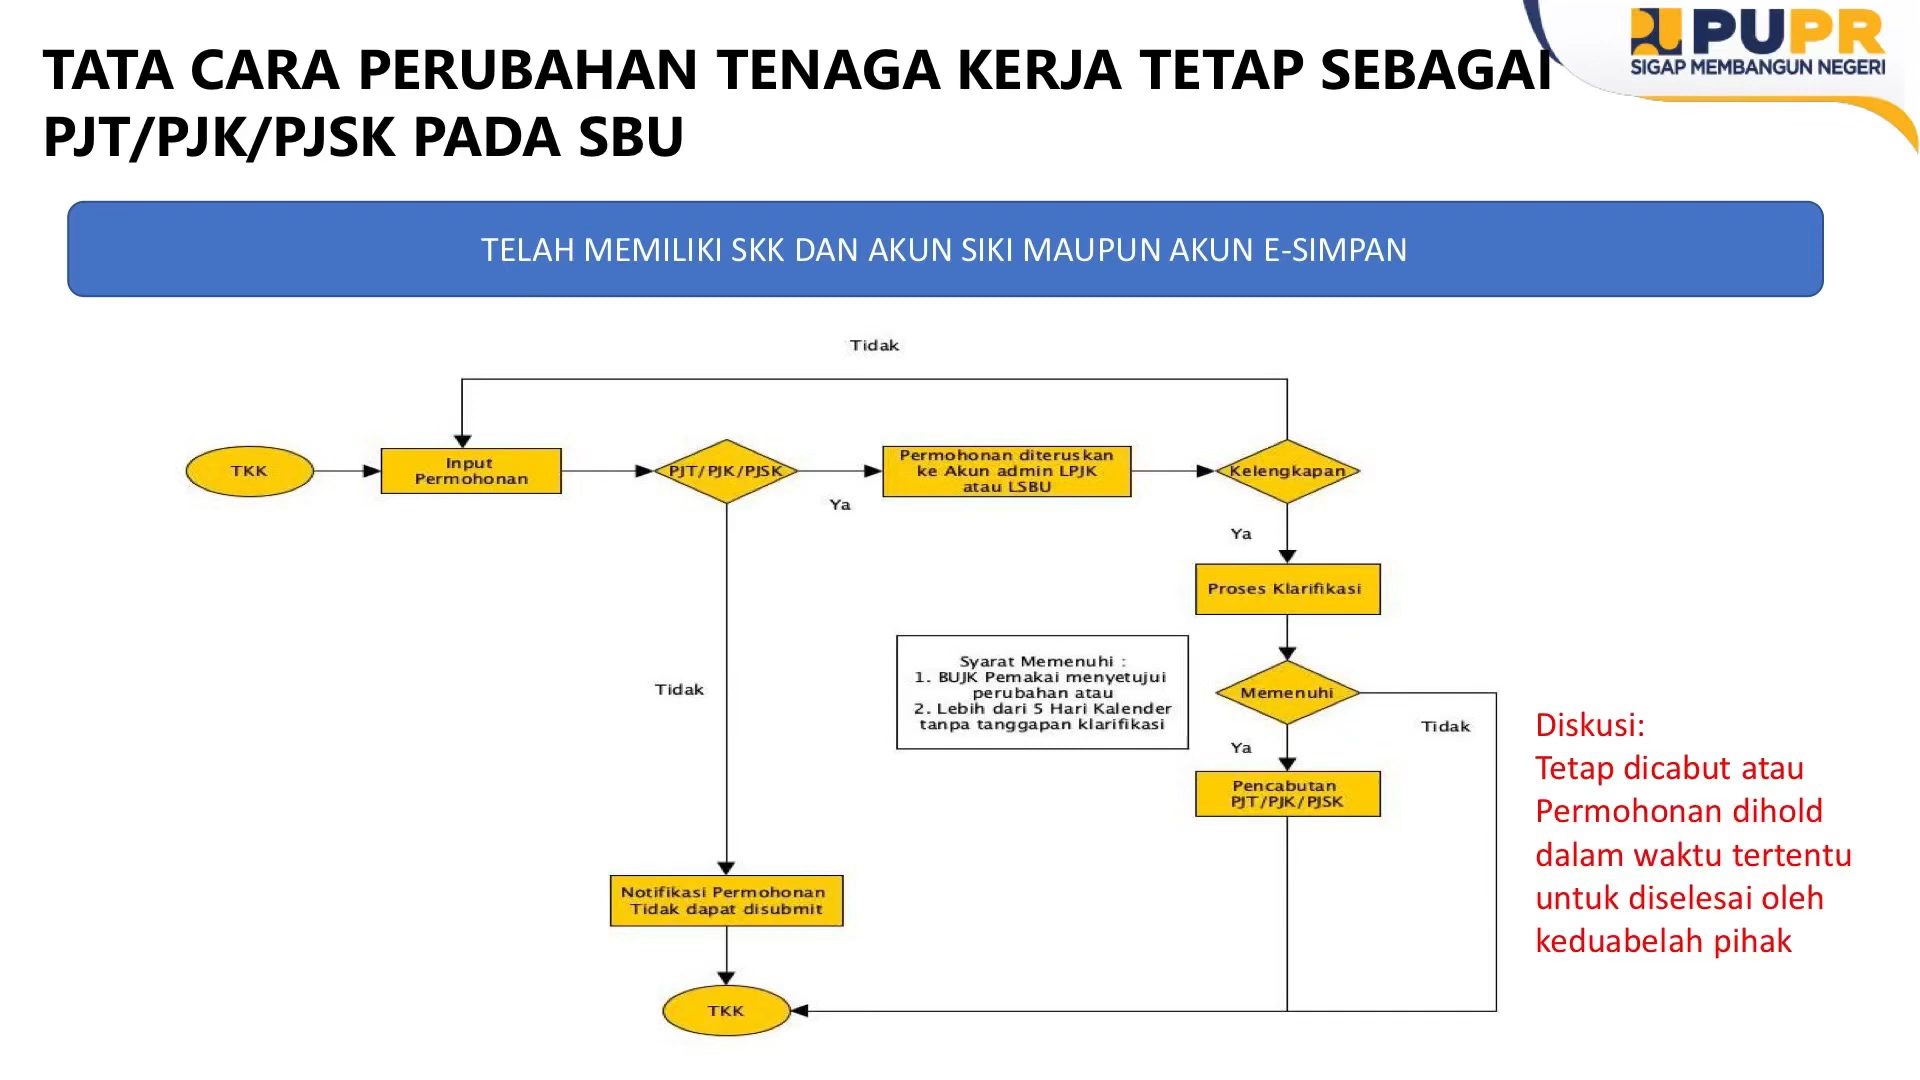 PUPR
SIGAP MEMBANGUN NEGERI
TATA CARA PERUBAHAN TENAGA KERJA TETAP SEBAGAI
PJT/PJK/PJSK PADA SBU
TELAH MEMILIKI SKK DAN AKUN SIKI MAUPUN AKUN E-SIMPAN
Tidak
TKK
Input
Permohonan
PJT/PJK/PJSK
Ya
Permohonan diteruskan
ke Akun admin LPJK
atau LSBU
Kelengkapan
Ya
Proses Klarifikasi
Syarat Memenuhi :
1. BUJK Pemakai menyetujui
perubahan atau
2. Lebih dari 5 Hari Kalender
tanpa tanggapan klarifikasi
Memenuhi
Tidak
Tidak
Ya
Pencabutan
PJT/PJK/PJSK
Diskusi:
Tetap dicabut atau
Permohonan dihold
dalam waktu tertentu
untuk diselesai oleh
keduabelah pihak
Notifikasi Permohonan
Tidak dapat disubmit
TKK